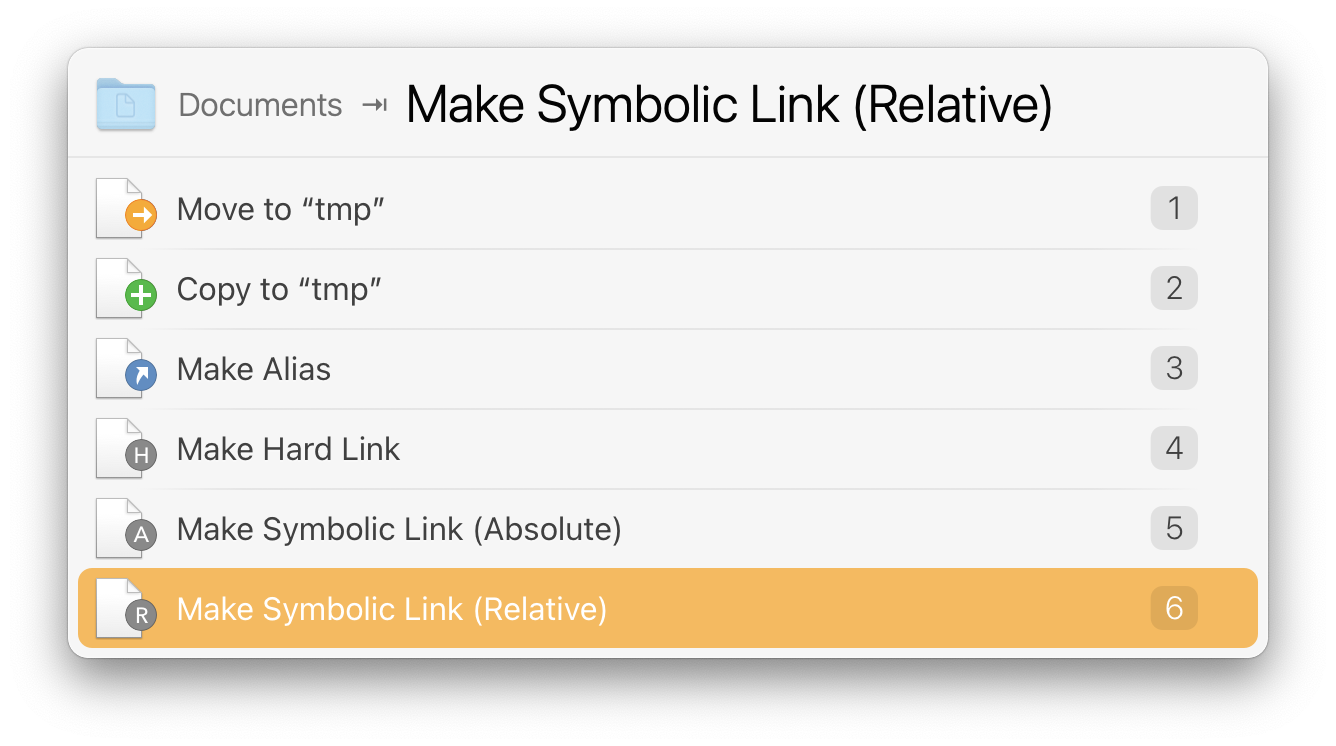 Documents ⇥ Make Symbolic Link (Relative)
Move to “tmp” 1
Copy to “tmp” 2
Make Alias 3
H Make Hard Link 4
A Make Symbolic Link (Absolute) 5
R Make Symbolic Link (Relative) 6